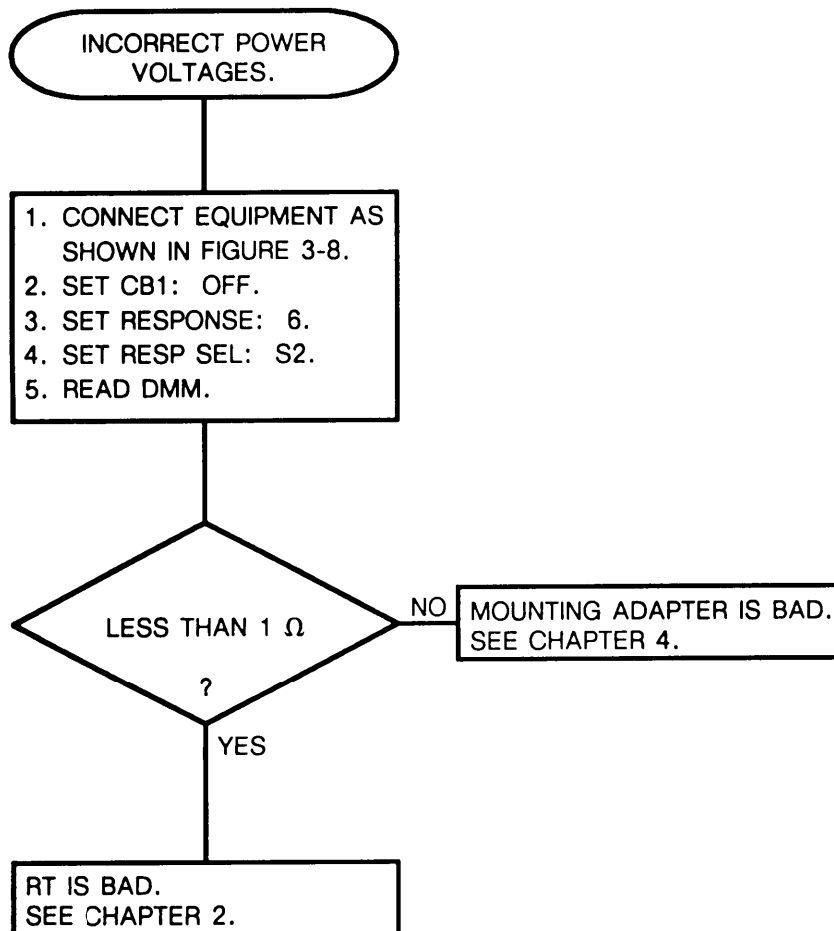 INCORRECT POWER
VOLTAGES.
1. CONNECT EQUIPMENT AS
SHOWN IN FIGURE 3-8.
2. SET CB1: OFF.
3. SET RESPONSE: 6.
4. SET RESP SEL: S2.
5. READ DMM.
LESS THAN 1 Ω
?
NO
MOUNTING ADAPTER IS BAD.
SEE CHAPTER 4.
YES
RT IS BAD.
SEE CHAPTER 2.